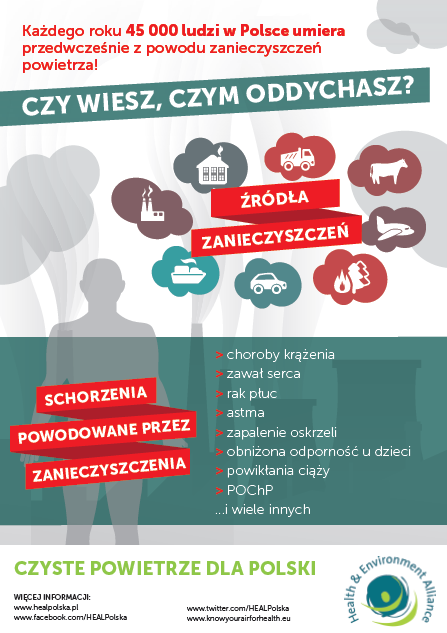 Każdego roku 45 000 ludzi w Polsce umiera
przedwcześnie z powodu zanieczyszczeń
powietrza!
CZY WIESZ, CZYM ODDYCHASZ?
ŹRÓDŁA
ZANIECZYSZCZEŃ
SCHORZENIA
POWODOWANE PRZEZ
ZANIECZYSZCZENIA
> choroby krążenia
> zawał serca
> rak płuc
> astma
> zapalenie oskrzeli
> obniżona odporność u dzieci
> powikłania ciąży
> POChP
...i wiele innych
CZYSTE POWIETRZE DLA POLSKI
WIĘCEJ INFORMACJI:
www.healpolska.pl
www.facebook.com/HEALPolska
www.twitter.com/HEALPolska
www.knowyourairforhealth.eu
Health & Environment Alliance